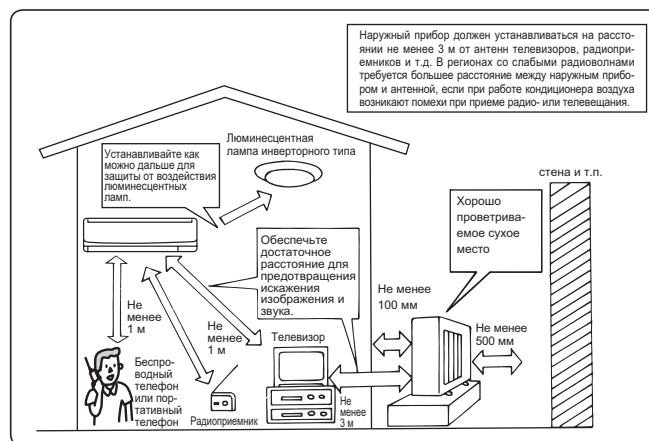 Наружный прибор должен устанавливаться на рассто-
янии не менее 3 м от антенн телевизоров, радиопри-
емников и т.д. В регионах со слабыми радиоволнами
требуется большее расстояние между наружным прибо-
ром и антенной, если при работе кондиционера воздуха
возникают помехи при приеме радио- или телевещания.
Люминесцентная
лампа инверторного типа
Устанавливайте как
можно дальше для
защиты от воздействия
люминесцентных
ламп.
стена и т.п.
Хорошо
проветрива-
емое сухое
место
Обеспечьте
достаточное
расстояние для
предотвращения
искажения
изображения и
звука.
Не менее
100 мм
Не
менее
1 м
Не
менее
1 м
Телевизор
Не менее
500 мм
Беспро-
водный
телефон
или пор-
тативный
телефон
Радиоприемник
Не
менее
3 м